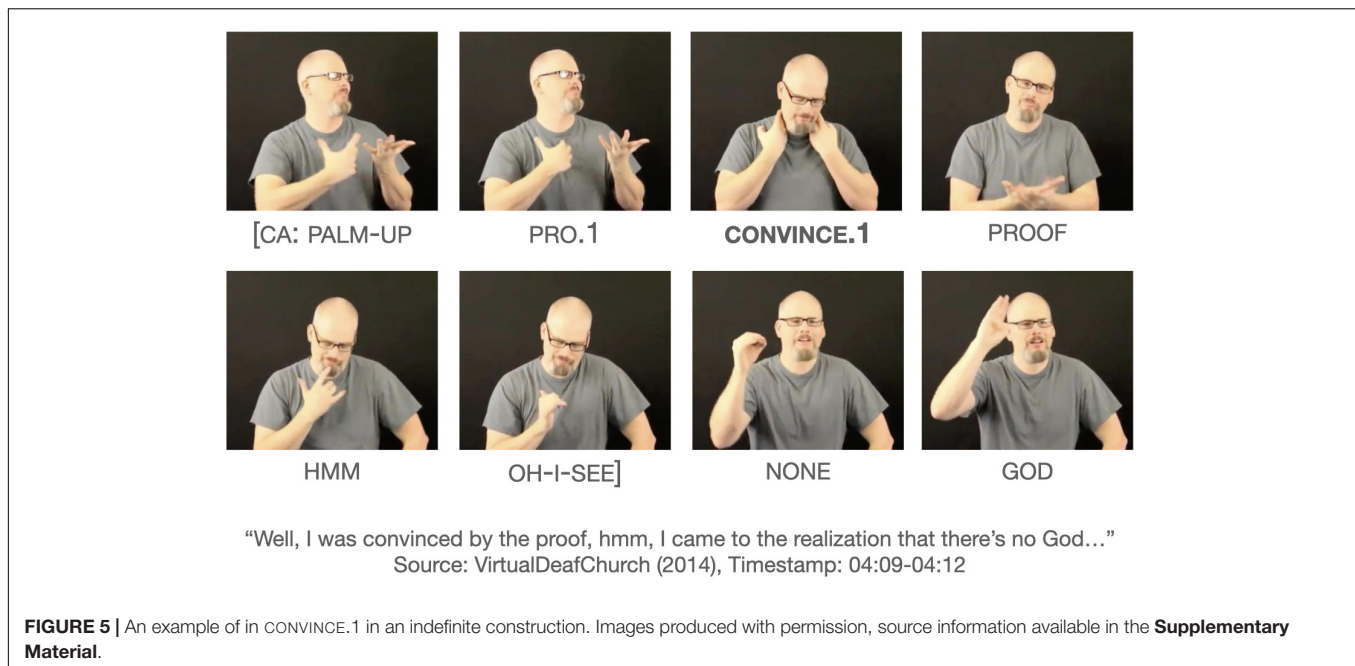 [CA: PALM-UP PRO.1 CONVINCE.1 PROOF
HMM OH-I-SEE] NONE GOD
“Well, I was convinced by the proof, hmm, I came to the realization that there’s no God…”
Source: VirtualDeafChurch (2014), Timestamp: 04:09-04:12
FIGURE 5 | An example of in CONVINCE.1 in an indefinite construction. Images produced with permission, source information available in the Supplementary
Material.